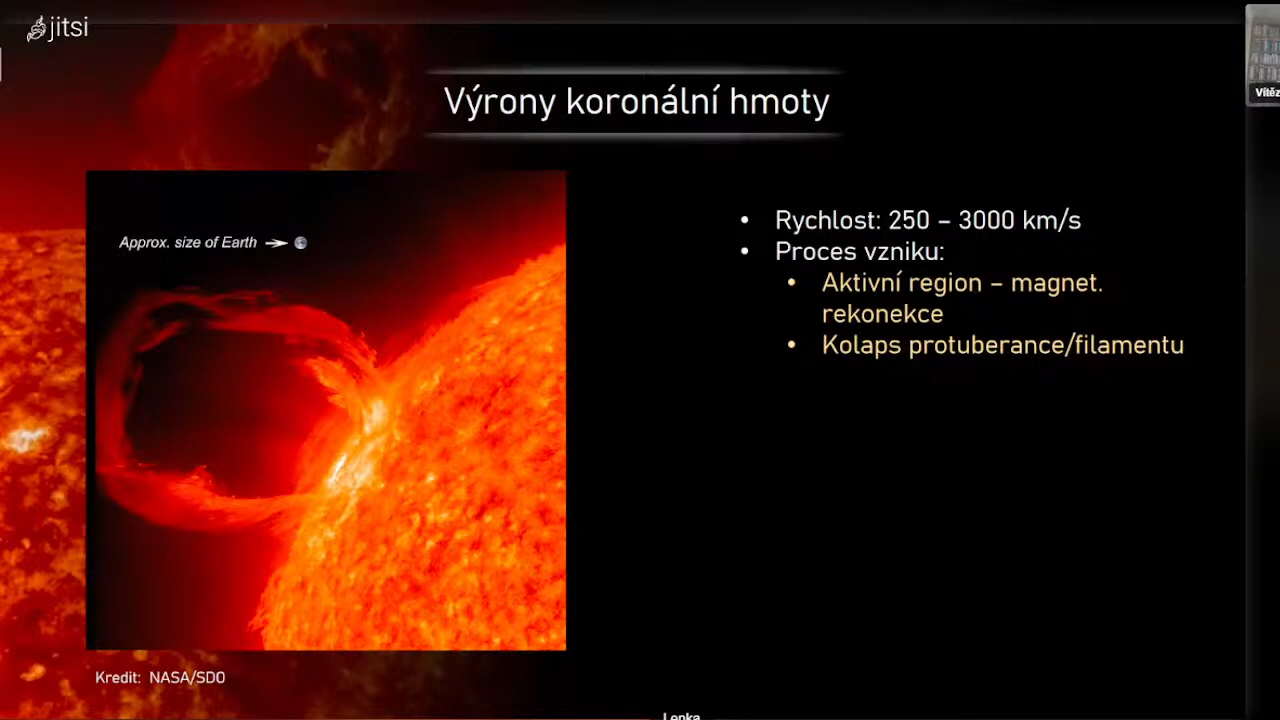 jitsi
Výrony koronální hmoty
Vítěz
Approx. size of Earth
• Rychlost: 250 – 3000 km/s
• Proces vzniku:
• Aktivní region – magnet.
rekonekce
• Kolaps protuberance/filamentu
Kredit: NASA/SDO
Lenka